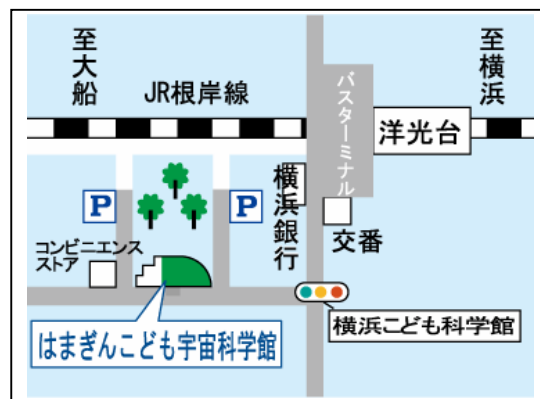 至大船
JR根岸線
至横浜
バスターミナル
洋光台
P
P
横浜銀行
交番
コンビニエンス
ストア
横浜こども科学館
はまぎんこども宇宙科学館